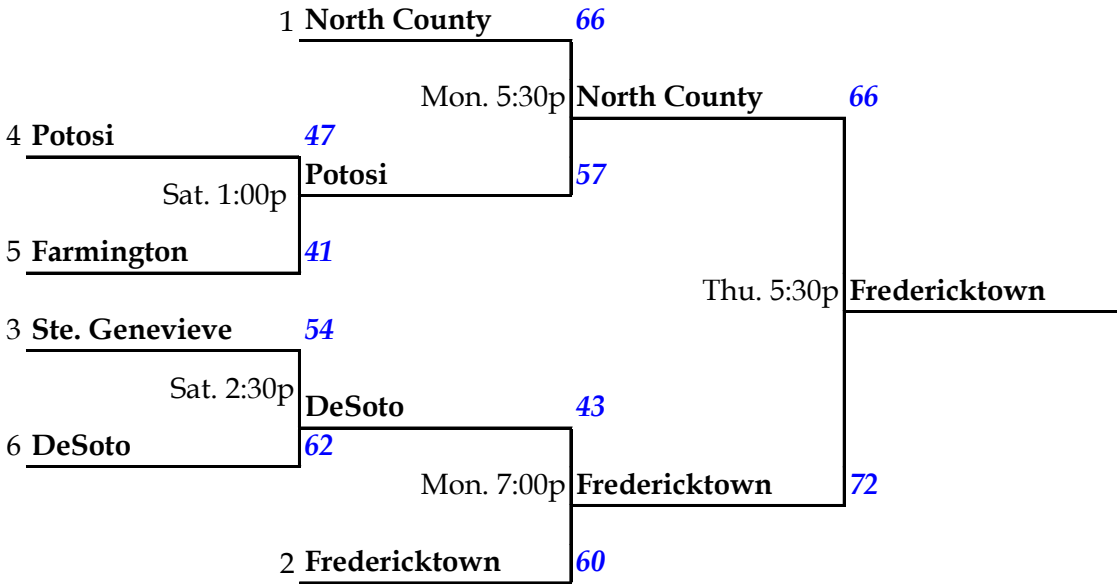 1 North County 66
Mon. 5:30p North County 66
4 Potosi 47
Sat. 1:00p Potosi 57
5 Farmington 41
Thu. 5:30p Fredericktown
3 Ste. Genevieve 54
Sat. 2:30p DeSoto 43
6 DeSoto 62
Mon. 7:00p Fredericktown 72
2 Fredericktown 60